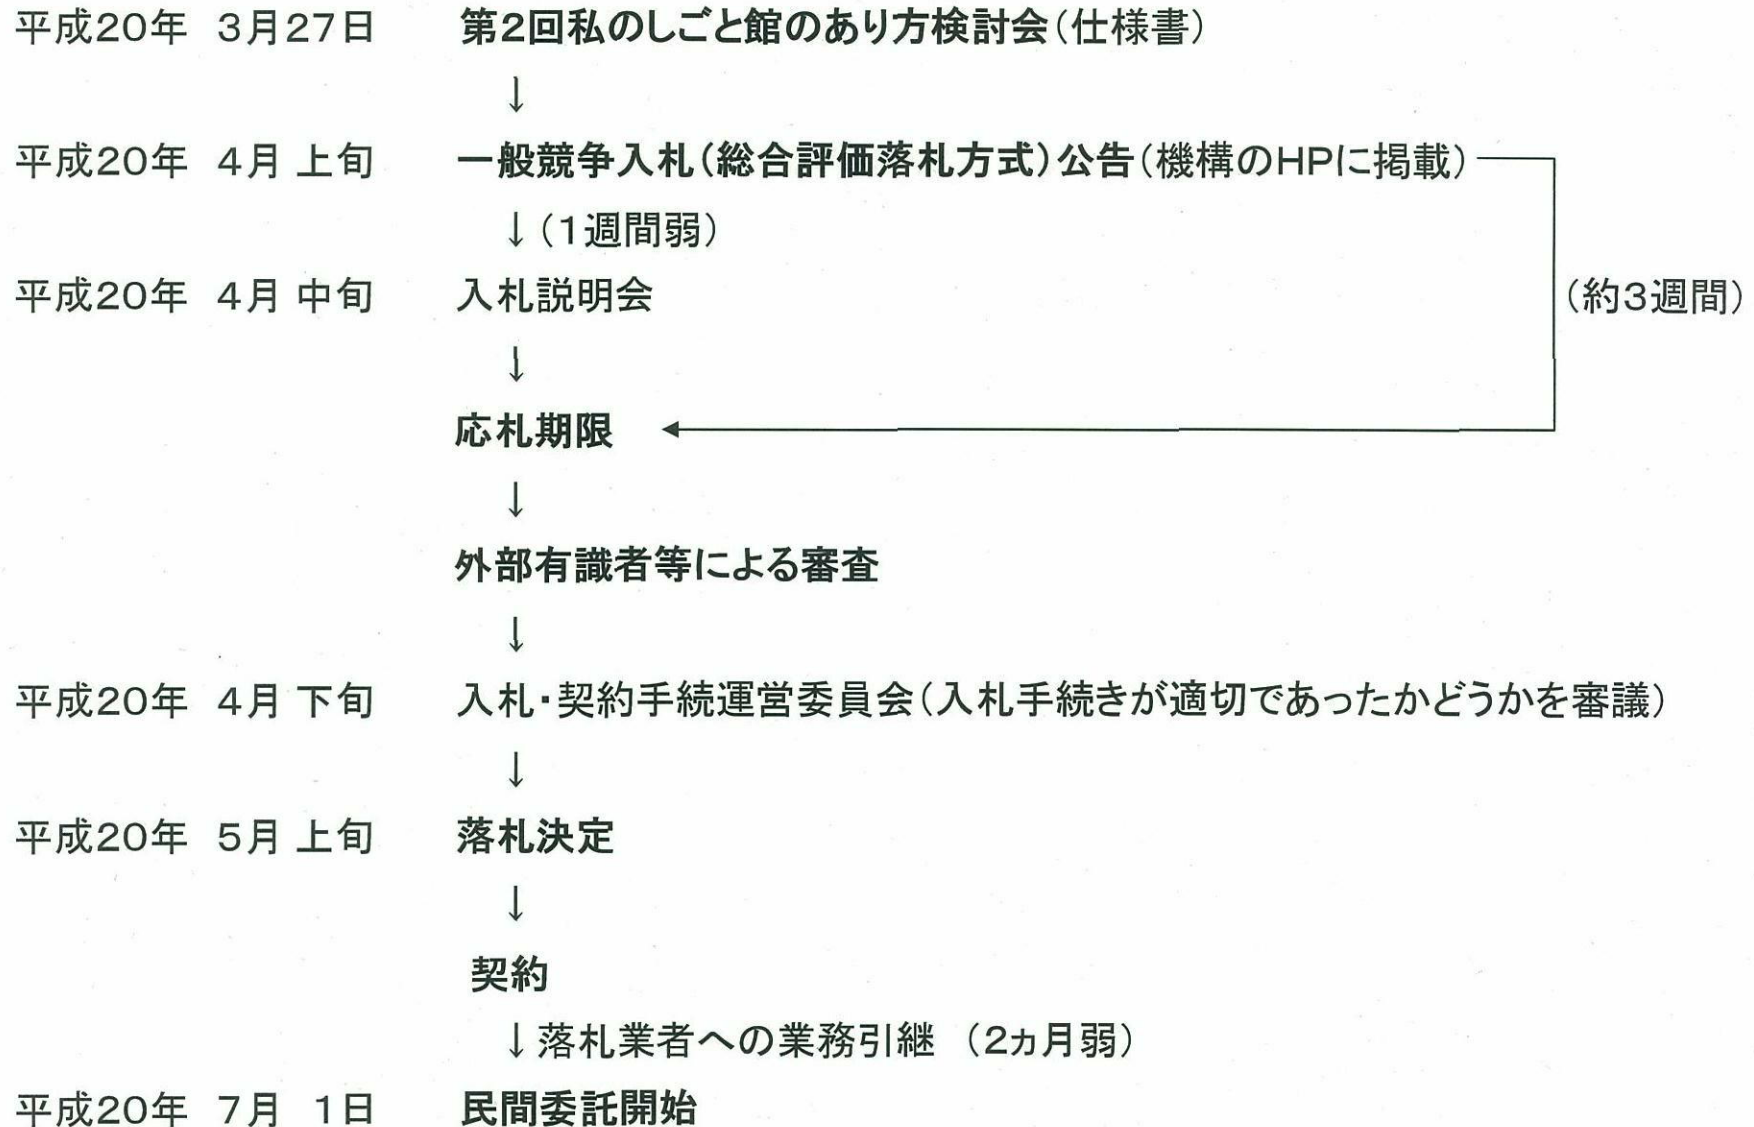 平成20年 3月27日 第2回私のしごと館のあり方検討会(仕様書)
↓
平成20年 4月 上旬 一般競争入札(総合評価落札方式)公告(機構のHPに掲載)
↓(1週間弱)
平成20年 4月 中旬 入札説明会 (約3週間)
↓
応札期限
↓
外部有識者等による審査
↓
平成20年 4月 下旬 入札・契約手続運営委員会(入札手続きが適切であったかどうかを審議)
↓
平成20年 5月 上旬 落札決定
↓
契約
↓落札業者への業務引継 (2ヵ月弱)
平成20年 7月 1日 民間委託開始